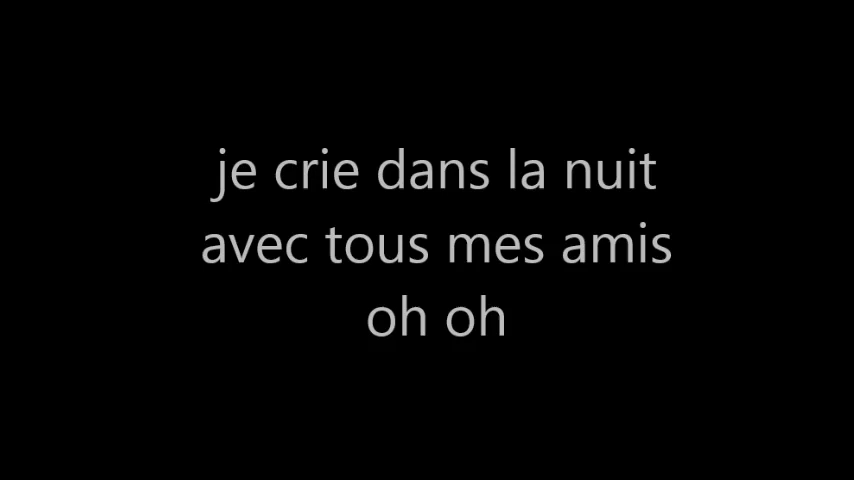 je crie dans la nuit
avec tous mes amis
oh oh